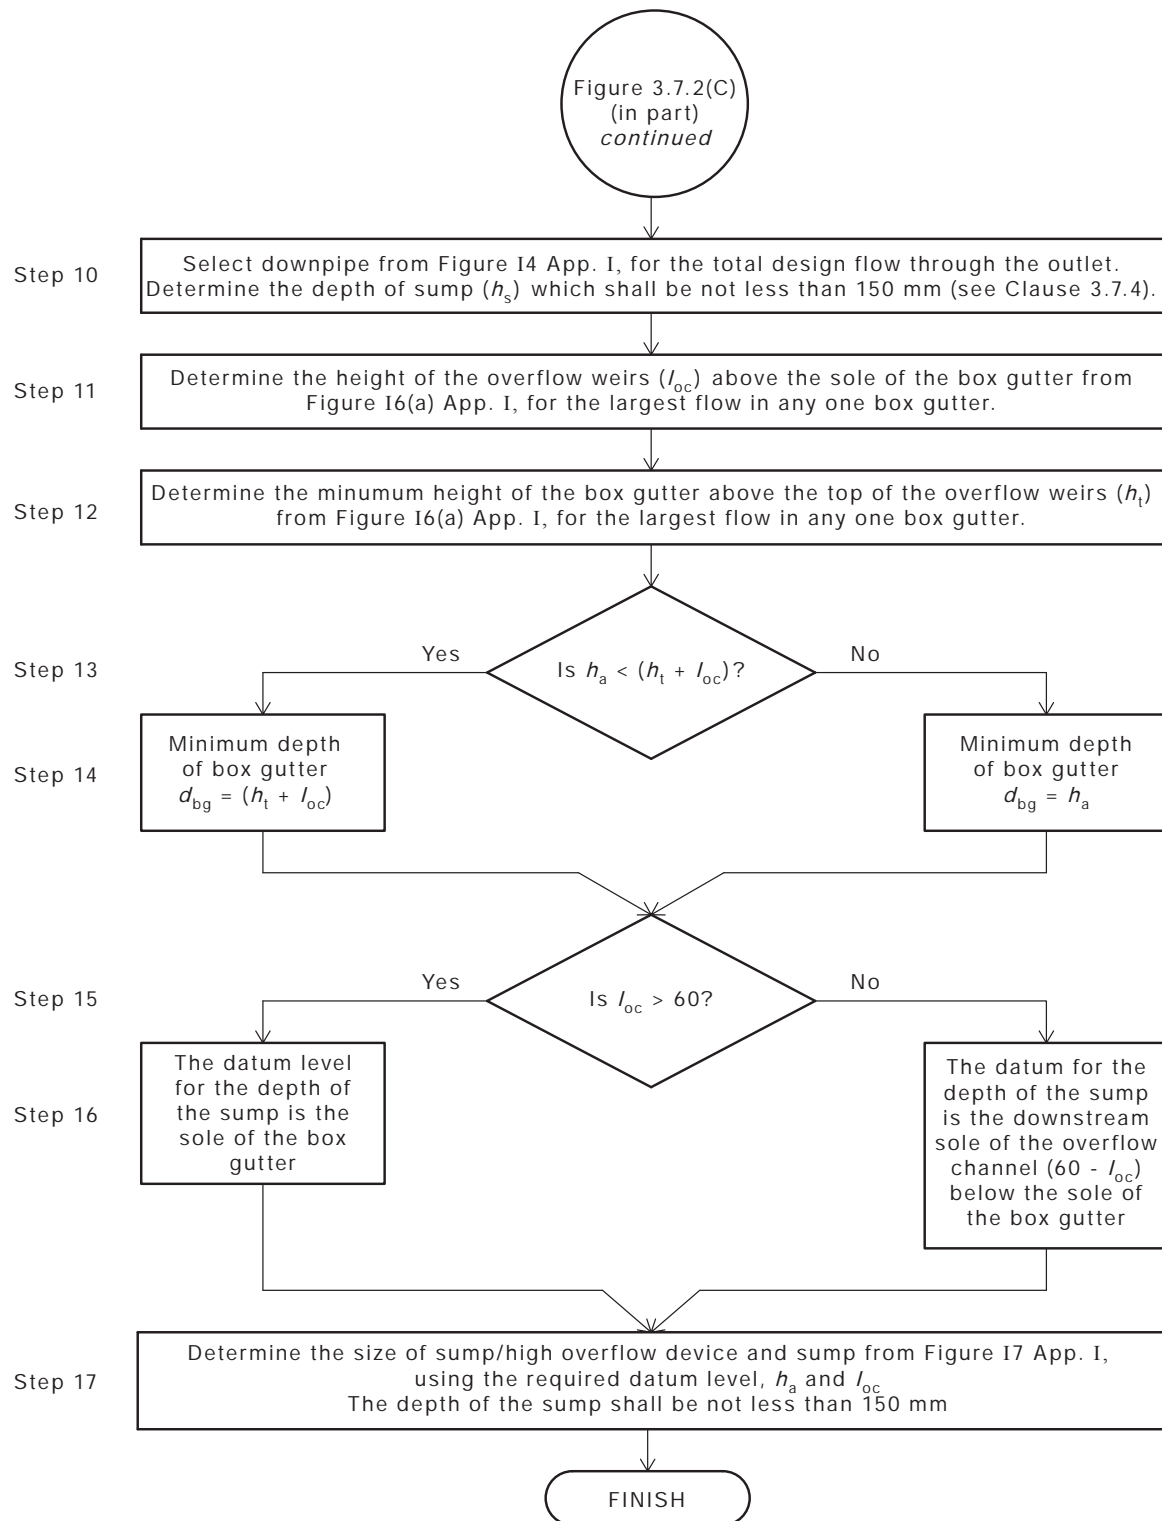 Figure 3.7.2(C)
(in part)
continued
Step 10
Select downpipe from Figure I4 App. I, for the total design flow through the outlet.
Determine the depth of sump (hs) which shall be not less than 150 mm (see Clause 3.7.4).
Step 11
Determine the height of the overflow weirs (loc) above the sole of the box gutter from
Figure I6(a) App. I, for the largest flow in any one box gutter.
Step 12
Determine the minumum height of the box gutter above the top of the overflow weirs (ht)
from Figure I6(a) App. I, for the largest flow in any one box gutter.
Step 13
Yes
Is ha < (ht + loc)?
No
Step 14
Minimum depth
of box gutter
dbg = (ht + loc)
Minimum depth
of box gutter
dbg = ha
Step 15
Yes
Is loc > 60?
No
Step 16
The datum level
for the depth of
the sump is the
sole of the box
gutter
The datum for the
depth of the sump
is the downstream
sole of the overflow
channel (60 - loc)
below the sole of
the box gutter
Step 17
Determine the size of sump/high overflow device and sump from Figure I7 App. I,
using the required datum level, ha and loc
The depth of the sump shall be not less than 150 mm
FINISH